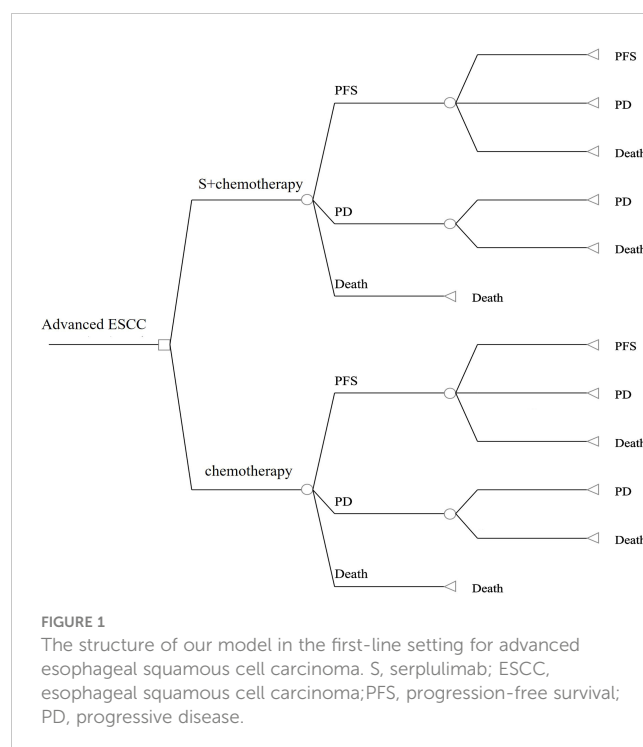 PFS
PFS
PD
Death
S+chemotherapy
PD
PD
Death
Death
Death
Advanced ESCC
PFS
PFS
PD
Death
chemotherapy
PD
PD
Death
Death
Death
FIGURE 1
The structure of our model in the first-line setting for advanced
esophageal squamous cell carcinoma. S, serplulimab; ESCC,
esophageal squamous cell carcinoma;PFS, progression-free survival;
PD, progressive disease.